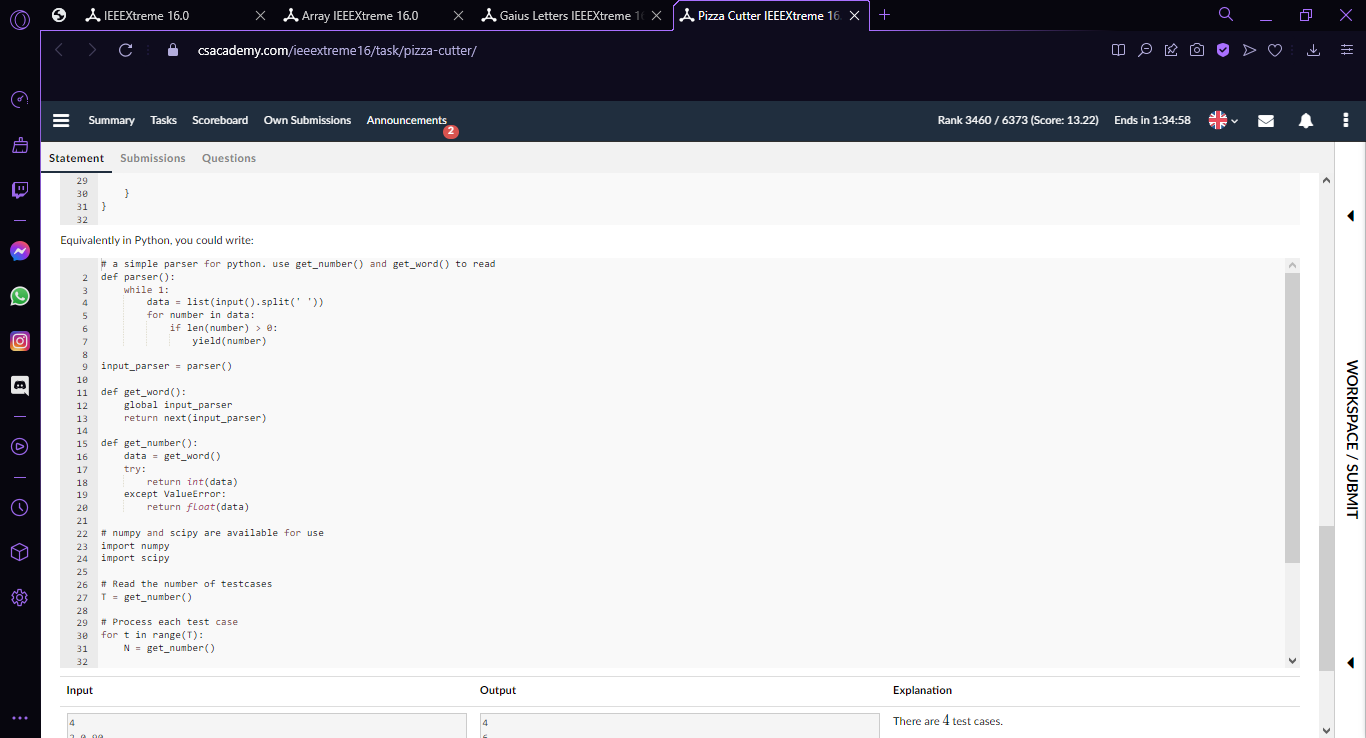 IEEEXtreme 16.0
Array IEEEXtreme 16.0
Gaius Letters IEEEXtreme 1
Pizza Cutter IEEEXtreme 16
csacademy.com/ieeextreme16/task/pizza-cutter/
Summary Tasks Scoreboard Own Submissions Announcements 2
Rank 3460 / 6373 (Score: 13.22) Ends in 1:34:58
Statement Submissions Questions
29
30 }
31 }
32
Equivalently in Python, you could write:
# a simple parser for python. use get_number() and get_word() to read
2 def parser():
3 while 1:
4 data = list(input().split(' '))
5 for number in data:
6 if len(number) > 0:
7 yield(number)
8
9 input_parser = parser()
10
11 def get_word():
12 global input_parser
13 return next(input_parser)
14
15 def get_number():
16 data = get_word()
17 try:
18 return int(data)
19 except ValueError:
20 return float(data)
21
22 # numpy and scipy are available for use
23 import numpy
24 import scipy
25
26 # Read the number of testcases
27 T = get_number()
28
29 # Process each test case
30 for t in range(T):
31 N = get_number()
32
Input Output Explanation
4
4
There are 4 test cases.
WORKSPACE / SUBMIT